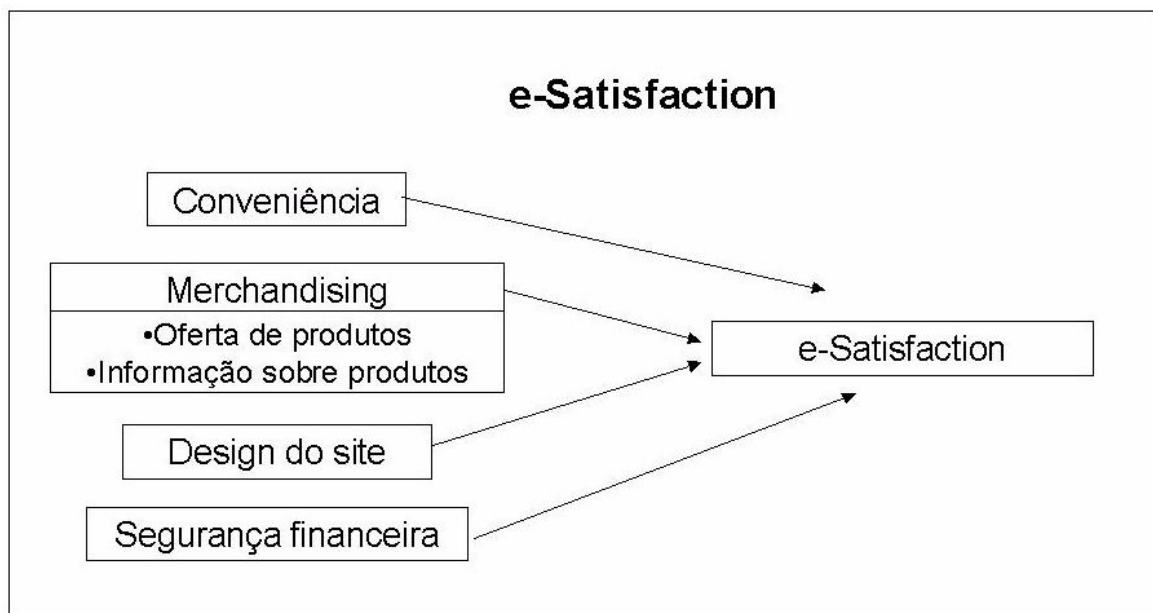 e-Satisfaction
Conveniência
Merchandising
•Oferta de produtos
•Informação sobre produtos
e-Satisfaction
Design do site
Segurança financeira